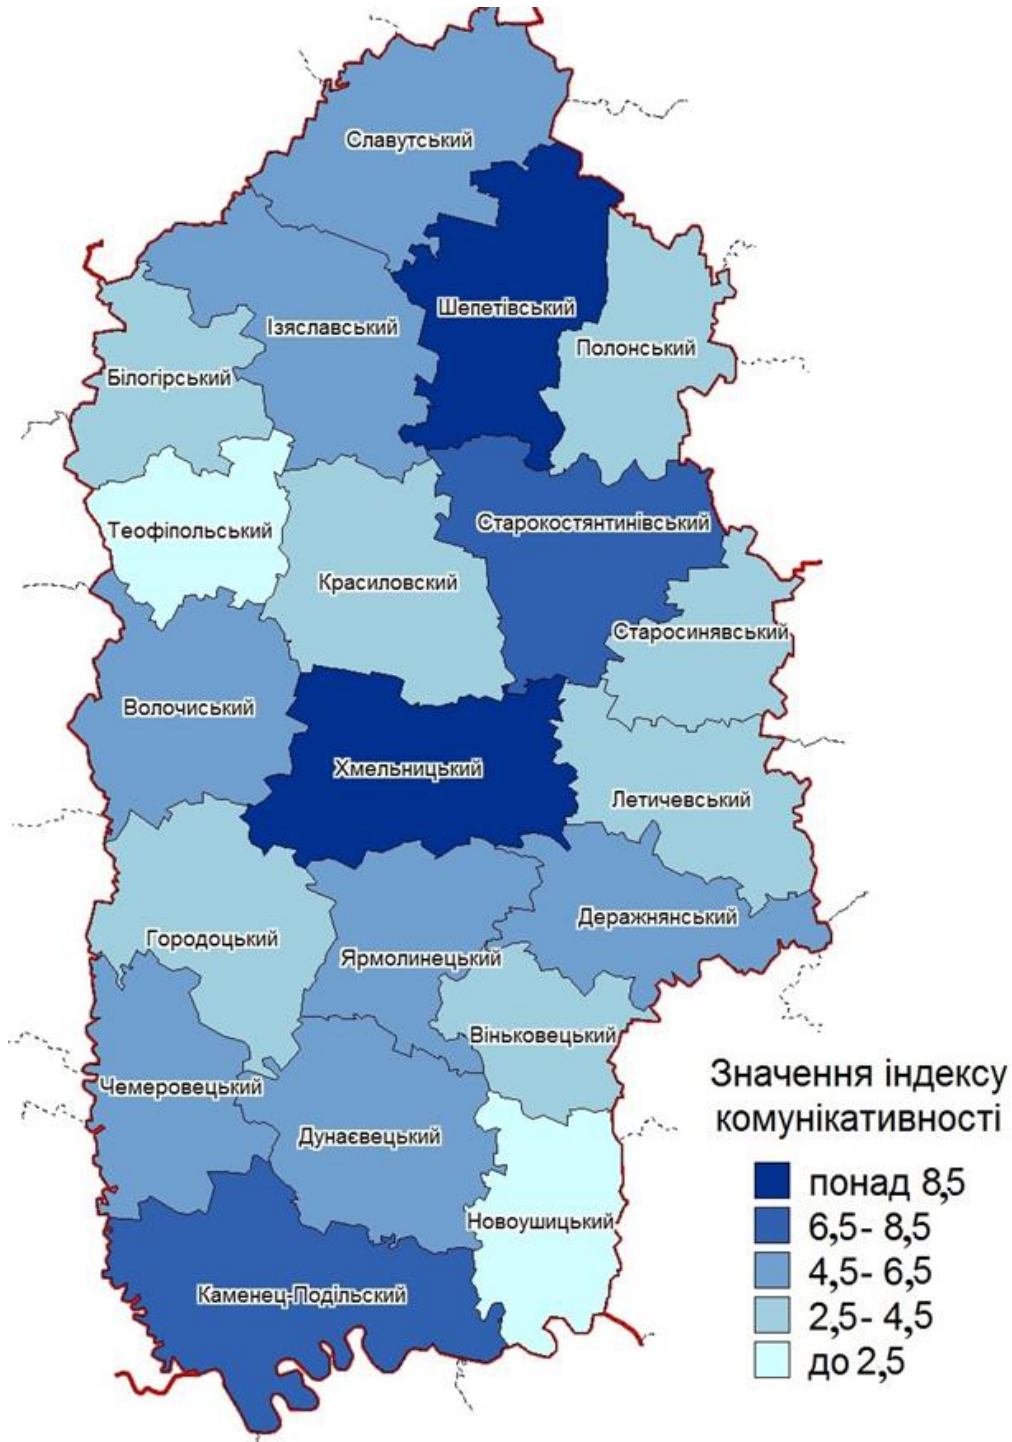 Славутський
Шепетівський
Ізяславський
Полонський
Білогірський
Старокостянтинівський
Теофіпольський
Красиловский
Старосинявський
Волочиський
Хмельницький
Летичевський
Деражнянський
Городоцький
Ярмолинецький
Віньковецький
Чемеровецький
Дунаєвецький
Новоушицький
Каменец-Подільский
Значення індексу
комунікативності
понад 8,5
6,5- 8,5
4,5- 6,5
2,5- 4,5
до 2,5